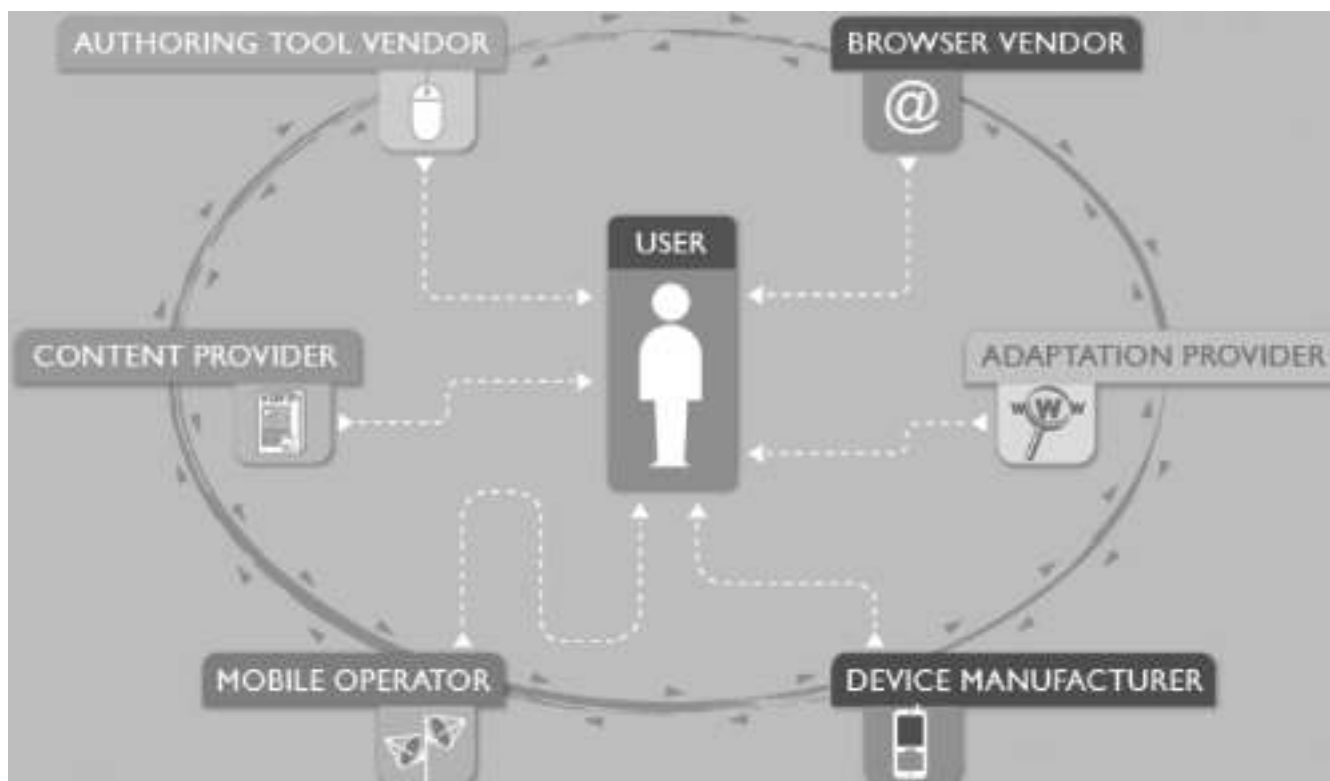 AUTHORING TOOL VENDOR
BROWSER VENDOR
@
USER
CONTENT PROVIDER
ADAPTATION PROVIDER
W W W
MOBILE OPERATOR
DEVICE MANUFACTURER